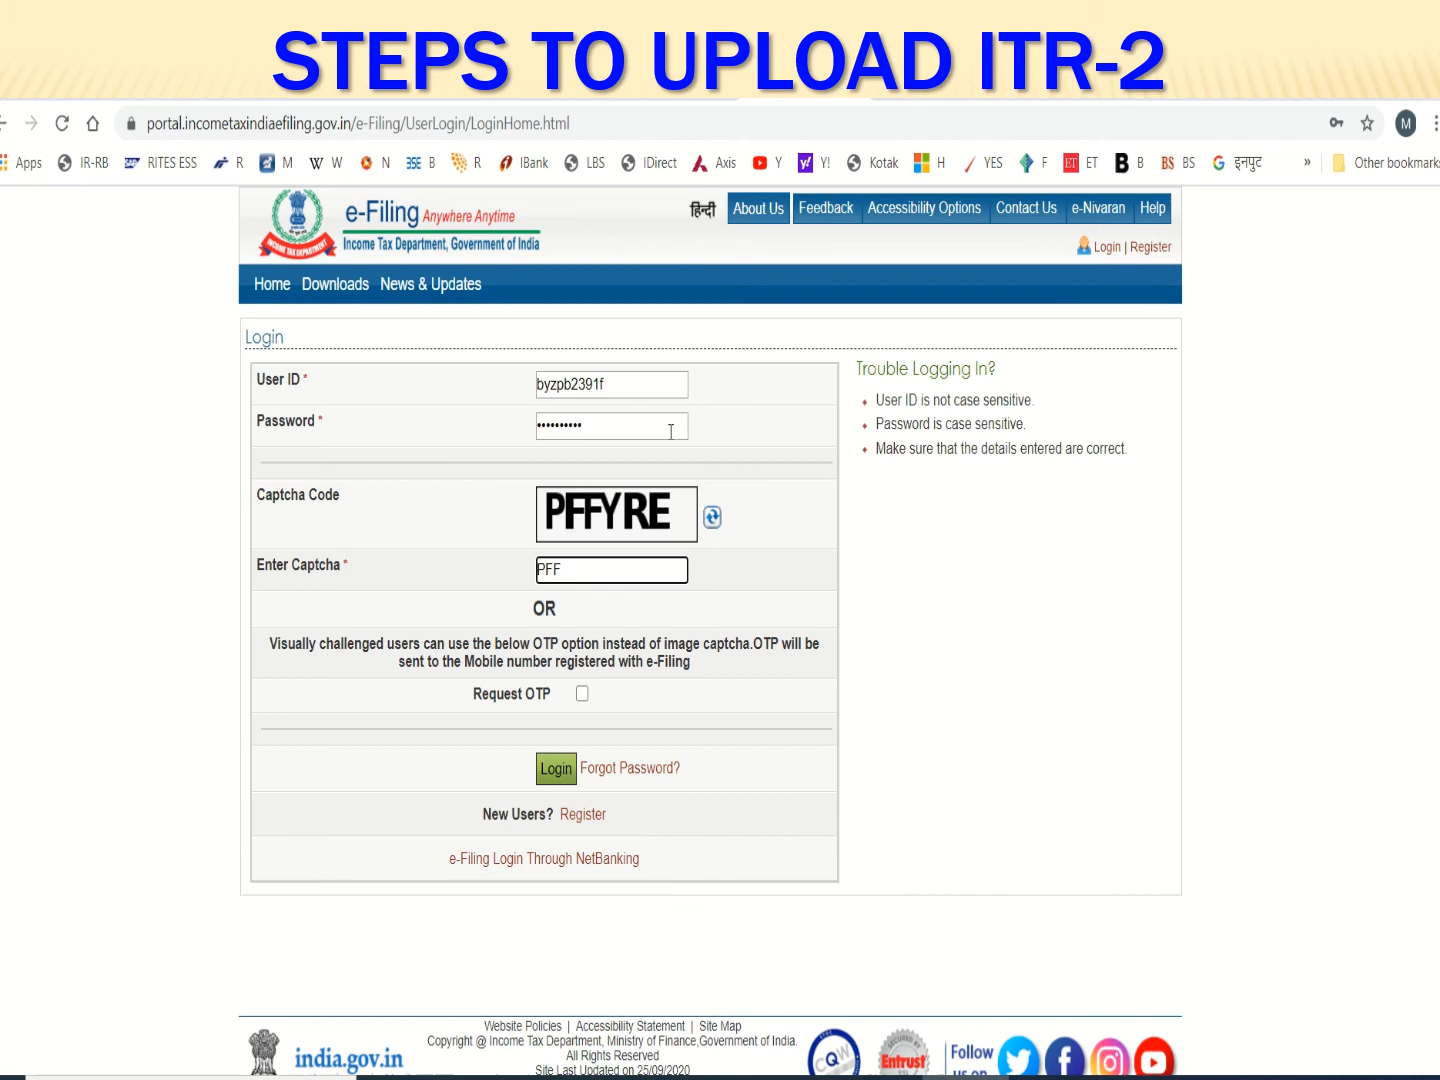 STEPS TO UPLOAD ITR-2
portal.incometaxindiaefiling.gov.in/e-Filing/UserLogin/LoginHome.html
M
Apps IR-RB RITES ESS R M W W N BSE B R IBank LBS IDirect Axis Y Y! Y! Kotak H YES F ET ET B B BS BS G इनपुट » Other bookmarks
e-Filing Anywhere Anytime
Income Tax Department, Government of India
हिन्दी About Us Feedback Accessibility Options Contact Us e-Nivaran Help
Login | Register
Home Downloads News & Updates
Login
User ID * byzpb2391f
Password * ••••••••••
Trouble Logging In?
User ID is not case sensitive.
Password is case sensitive.
Make sure that the details entered are correct.
Captcha Code PFFYRE
Enter Captcha * PFF
OR
Visually challenged users can use the below OTP option instead of image captcha.OTP will be
sent to the Mobile number registered with e-Filing
Request OTP
Login Forgot Password?
New Users? Register
e-Filing Login Through NetBanking
Website Policies | Accessibility Statement | Site Map
Copyright @ Income Tax Department, Ministry of Finance,Government of India.
All Rights Reserved
Site Last Updated on 25/09/2020
india.gov.in
CQW
Entrust
Follow
us on